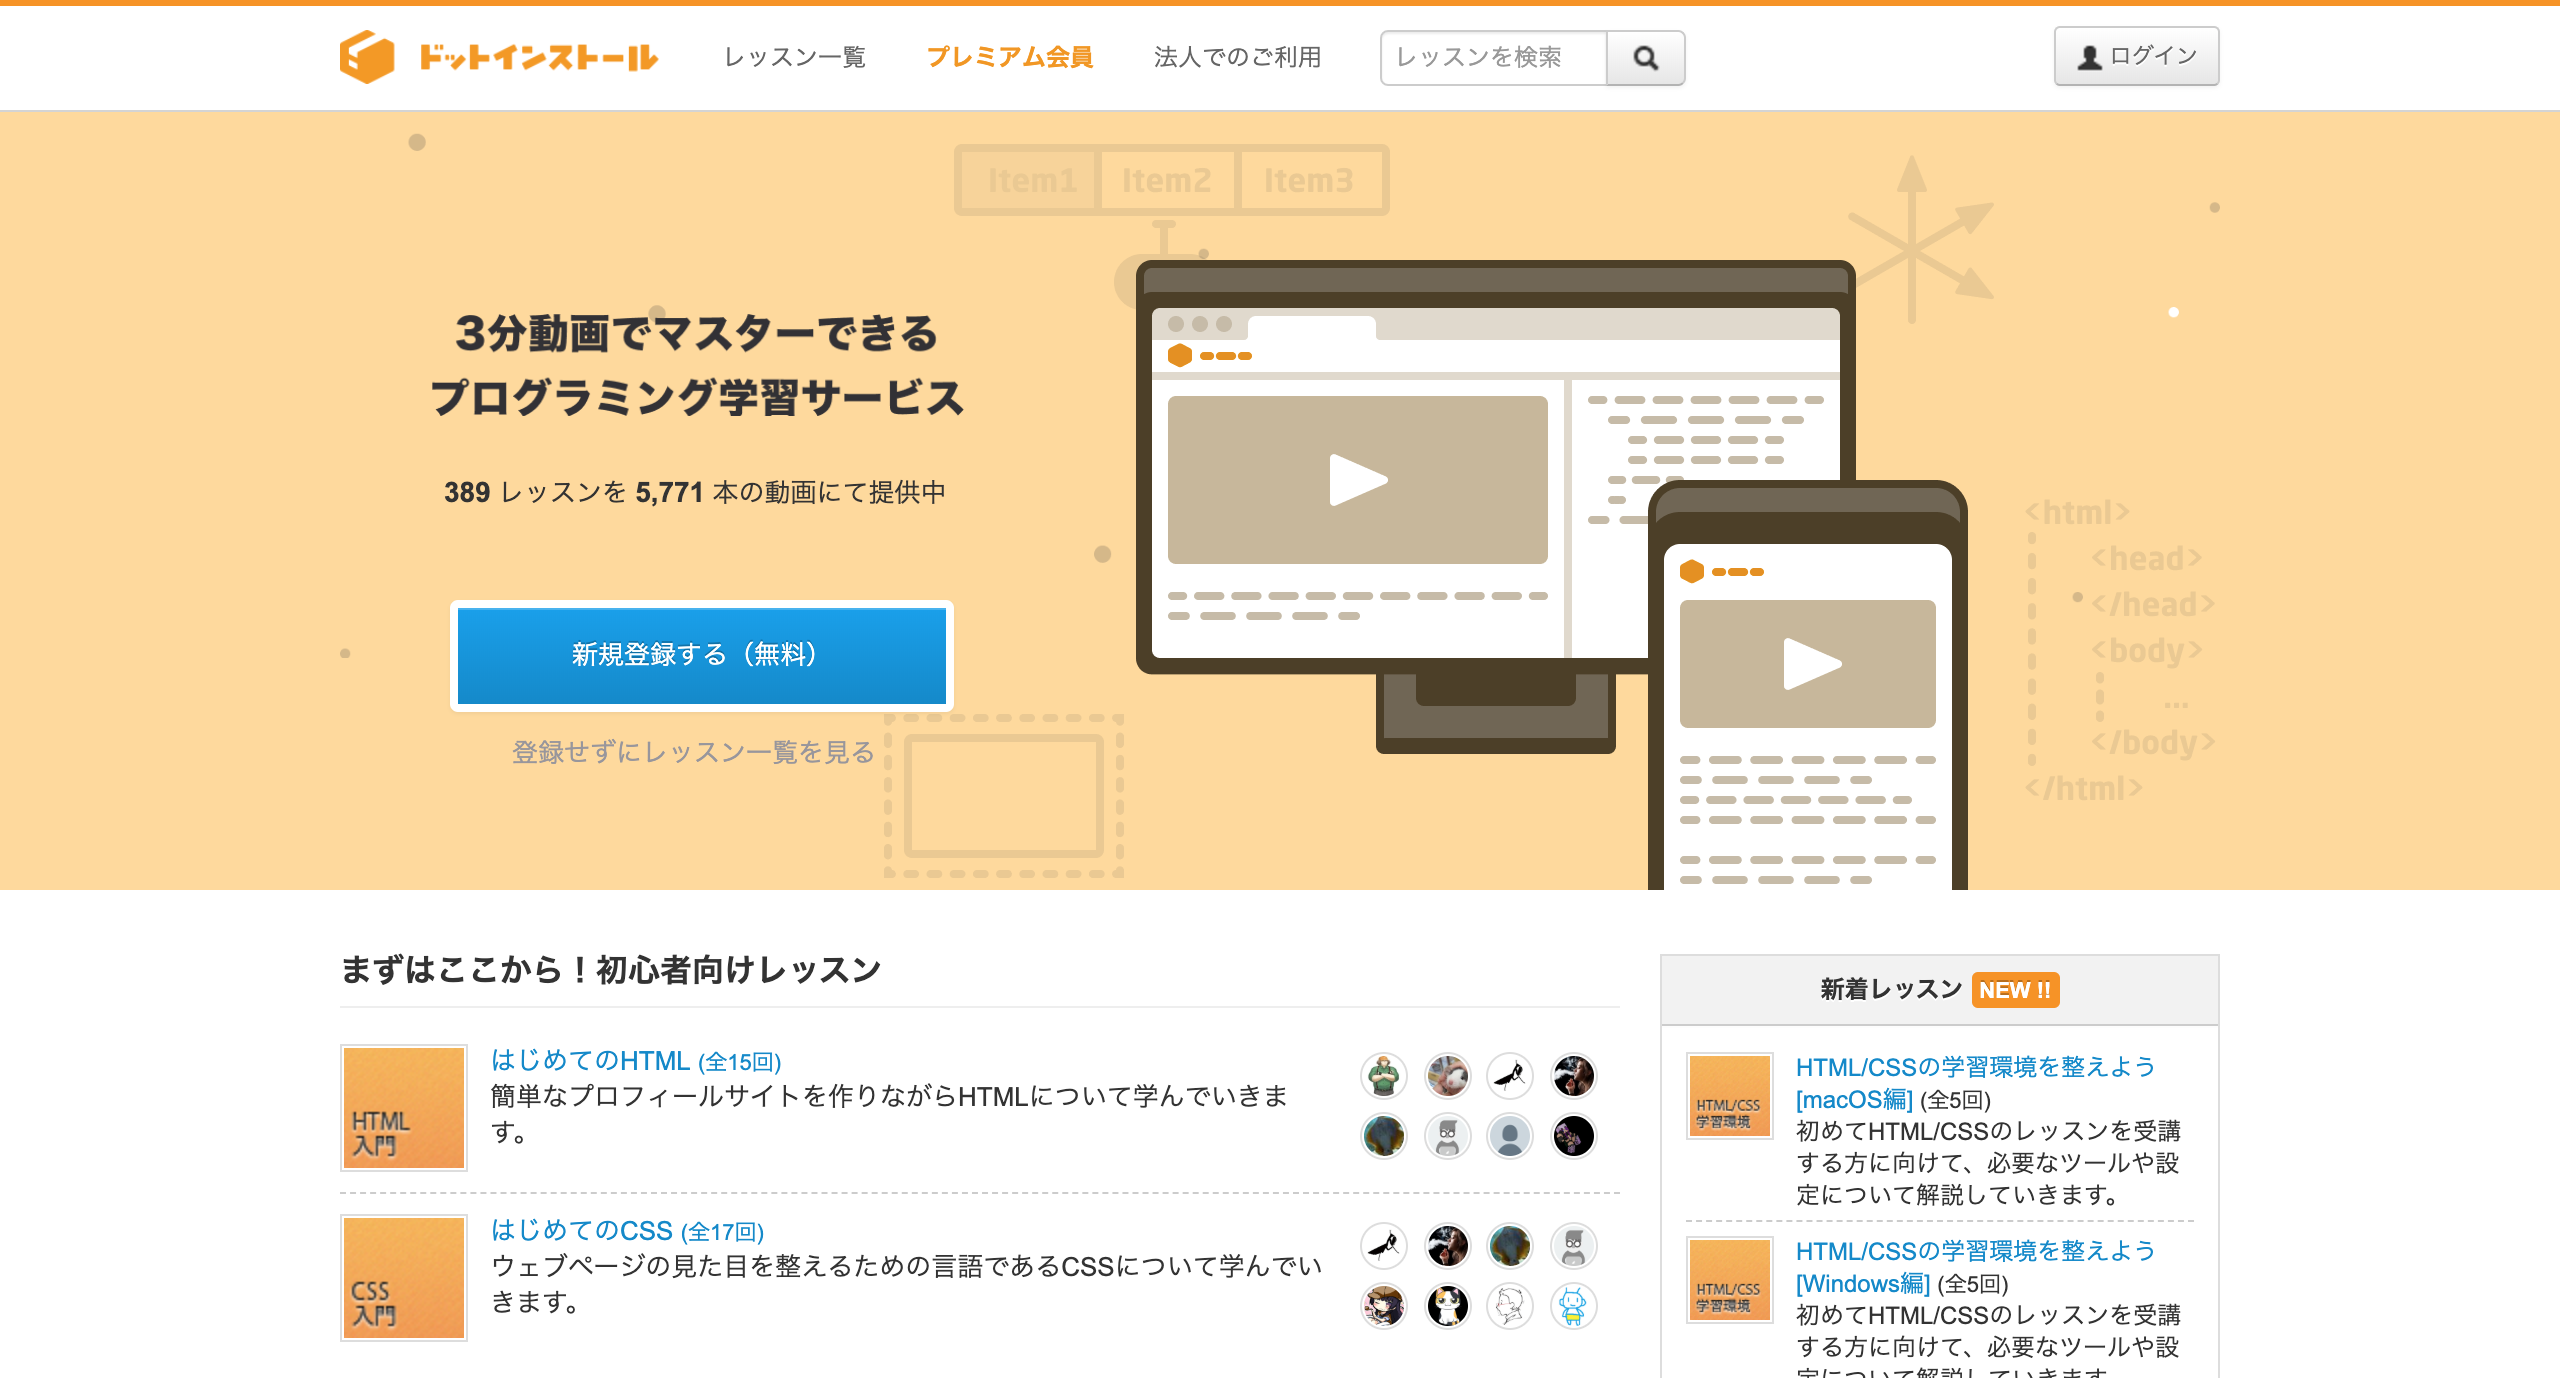 ドットインストール
レッスン一覧
プレミアム会員
法人でのご利用
レッスンを検索
ログイン
Item1 Item2 Item3
3分動画でマスターできる
プログラミング学習サービス
389 レッスンを 5,771 本の動画にて提供中
新規登録する（無料）
登録せずにレッスン一覧を見る
<html>
<head>
</head>
<body>
...
</body>
</html>
まずはここから！初心者向けレッスン
HTML
入門
はじめてのHTML (全15回)
簡単なプロフィールサイトを作りながらHTMLについて学んでいきま
す。
CSS
入門
はじめてのCSS (全17回)
ウェブページの見た目を整えるための言語であるCSSについて学んでい
きます。
新着レッスン NEW !!
HTML/CSS
学習環境
HTML/CSSの学習環境を整えよう
[macOS編] (全5回)
初めてHTML/CSSのレッスンを受講
する方に向けて、必要なツールや設
定について解説していきます。
HTML/CSS
学習環境
HTML/CSSの学習環境を整えよう
[Windows編] (全5回)
初めてHTML/CSSのレッスンを受講
する方に向けて、必要なツールや設
定について解説していきます。